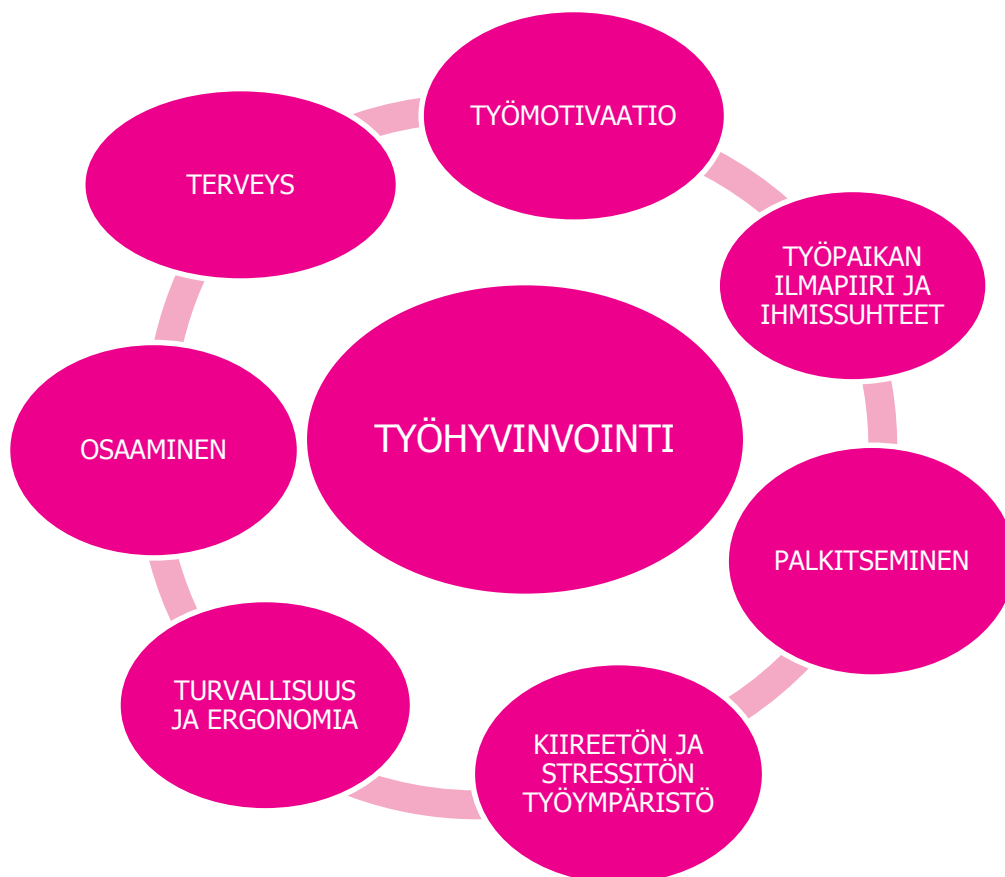 TYÖMOTIVAATIO
TERVEYS
TYÖPAIKAN
ILMAPIIRI JA
IHMISSUHTEET
TYÖHYVINVOINTI
OSAAMINEN
PALKITSEMINEN
TURVALLISUUS
JA ERGONOMIA
KIIREETÖN JA
STRESSITÖN
TYÖYMPÄRISTÖ